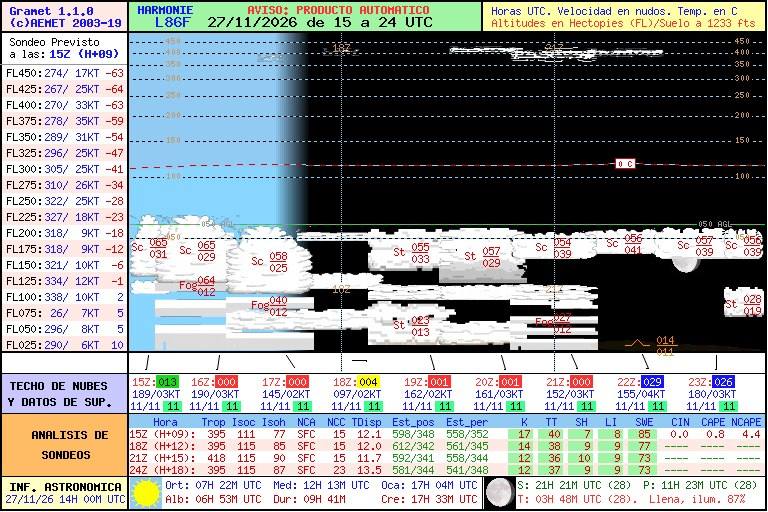 Gramet 1.1.0
(c)AEMET 2003-19
HARMONIE
L86F
AVISO: PRODUCTO AUTOMATICO
27/11/2026 de 15 a 24 UTC
Horas UTC. Velocidad en nudos. Temp. en C
Altitudes en Hectopies (FL)/Suelo a 1233 fts
Sondeo Previsto
a las: 15Z (H+09)
FL450:274/ 17KT -63
FL425:267/ 25KT -64
FL400:270/ 33KT -63
FL375:278/ 35KT -59
FL350:289/ 31KT -54
FL325:296/ 25KT -47
FL300:305/ 25KT -41
FL275:310/ 26KT -34
FL250:322/ 25KT -28
FL225:327/ 18KT -23
FL200:318/ 9KT -18
FL175:318/ 9KT -12
FL150:321/ 10KT -6
FL125:334/ 12KT -1
FL100:338/ 10KT 2
FL075: 26/ 7KT 5
FL050:296/ 8KT 5
FL025:290/ 6KT 10
450 18Z 21Z 450
400 400
350 350
300 300
250 250
200 200
150 150
0 C
100 100
050 AGL 050 AGL
050
Sc 065 031
Sc 065 029
Sc 058 025
St 055 033
St 057 029
Sc 054 039
Sc 056 041
Sc 057 039
Sc 055 039
Fog 064 012
Fog 040 012
St 023 013
Fog 027 012
St 028 019
014
011
TECHO DE NUBES
Y DATOS DE SUP.
15Z:013 16Z:000 17Z:000 18Z:004 19Z:001 20Z:001 21Z:000 22Z:029 23Z:026
189/03KT 190/03KT 145/02KT 097/02KT 162/02KT 161/03KT 152/03KT 155/04KT 180/03KT
11/11 11 11/11 11 11/11 11 11/11 11 11/11 11 11/11 11 11/11 11 11/11 11 11/11 11
ANALISIS DE
SONDEOS
Hora Trop Isoc Isoh NCA NCC TDisp Est_pos Est_per K TT SH LI SWE CIN CAPE NCAPE
15Z (H+09): 395 111 77 SFC 15 12.1 598/348 558/352 17 40 7 8 85 0.0 0.8 4.4
18Z (H+12): 395 115 85 SFC 15 12.0 612/342 561/345 14 38 9 9 77
21Z (H+15): 418 115 90 SFC 15 11.7 592/341 558/344 12 36 10 9 73
24Z (H+18): 395 115 87 SFC 23 13.5 581/344 541/348 12 37 9 9 73
INF. ASTRONOMICA
27/11/26 14H 00M UTC
Ort: 07H 22M UTC Med: 12H 13M UTC Oca: 17H 04M UTC
Alb: 06H 53M UTC Dur: 09H 41M Cre: 17H 33M UTC
S: 21H 21M UTC (28) P: 11H 23M UTC (28)
T: 03H 48M UTC (28). Llena, ilum. 87%